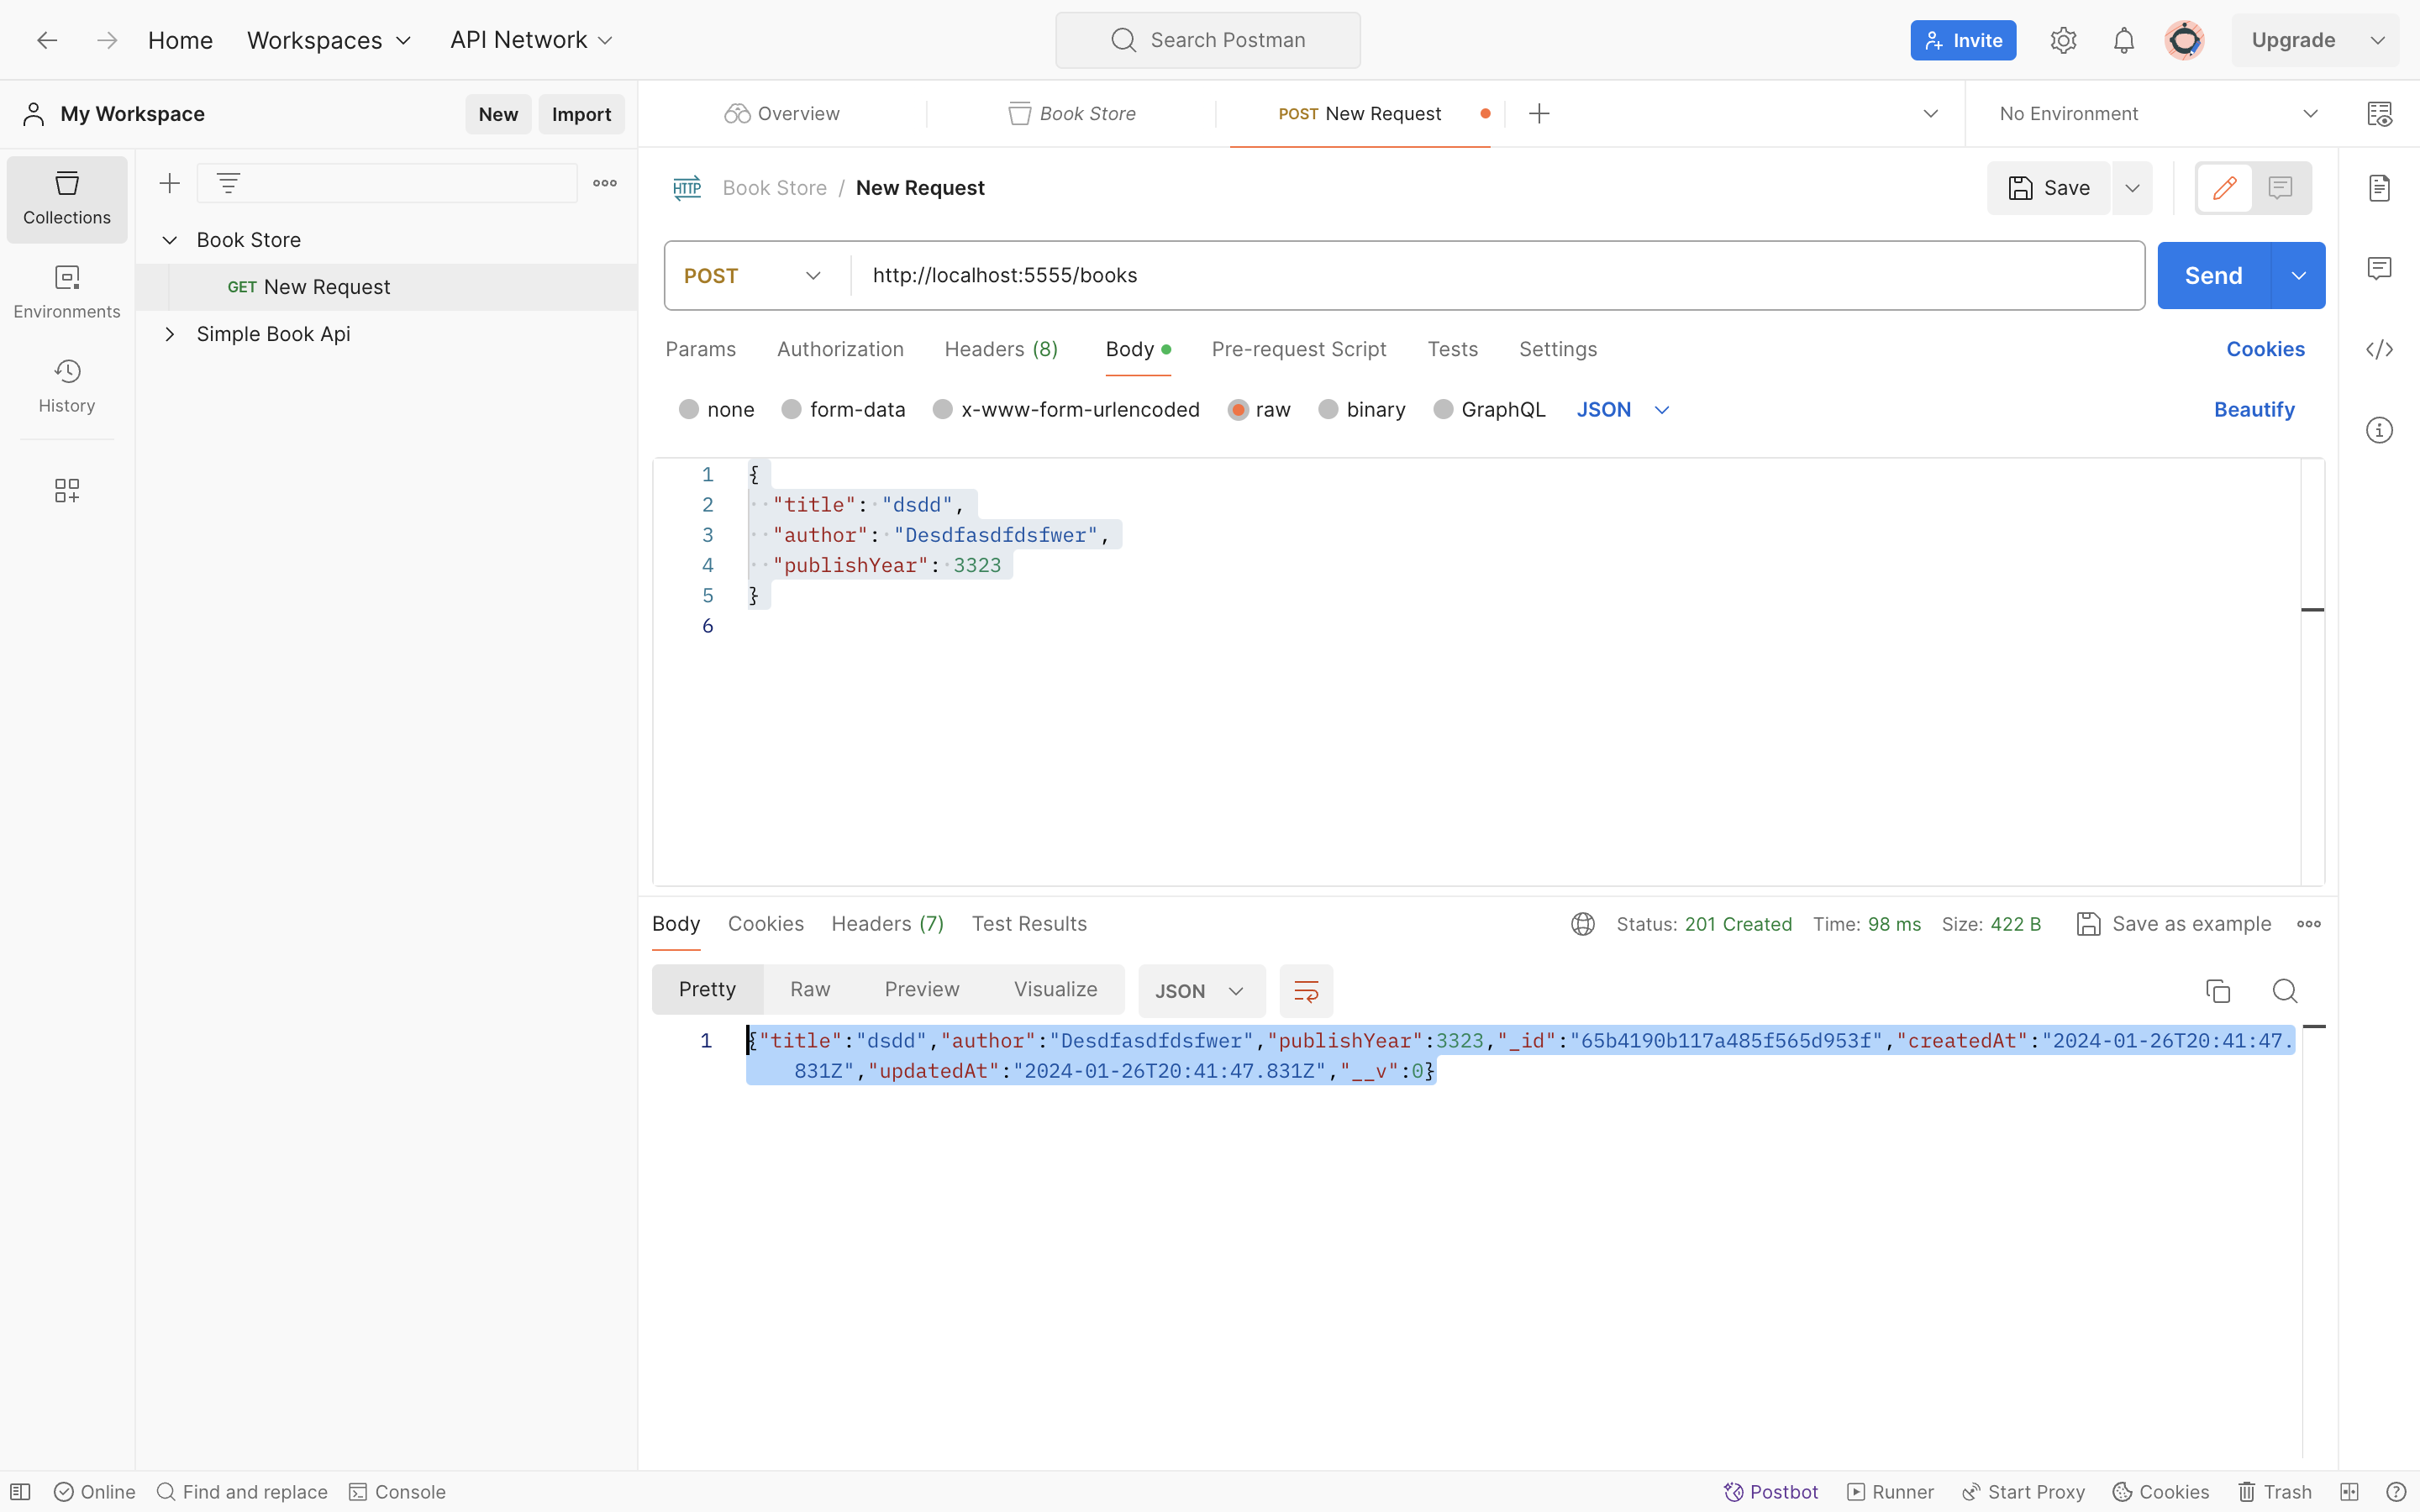 Home Workspaces API Network Search Postman Invite Upgrade
My Workspace New Import
Overview Book Store POST New Request No Environment
Collections
Environments
History
Book Store
GET New Request
Simple Book Api
HTTP Book Store / New Request Save
POST http://localhost:5555/books Send
Params Authorization Headers (8) Body Pre-request Script Tests Settings Cookies
none form-data x-www-form-urlencoded raw binary GraphQL JSON Beautify
1 {
2 "title": "dsdd",
3 "author": "Desdfasdfdsfwer",
4 "publishYear": 3323
5 }
6
Body Cookies Headers (7) Test Results Status: 201 Created Time: 98 ms Size: 422 B Save as example
Pretty Raw Preview Visualize JSON
1 {"title":"dsdd","author":"Desdfasdfdsfwer","publishYear":3323,"_id":"65b4190b117a485f565d953f","createdAt":"2024-01-26T20:41:47.
831Z","updatedAt":"2024-01-26T20:41:47.831Z","__v":0}
Online Find and replace Console Postbot Runner Start Proxy Cookies Trash